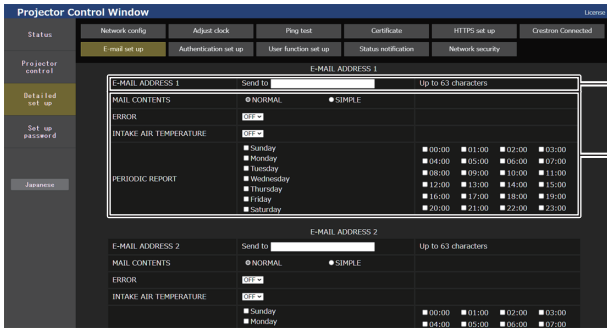 Projector Control Window
License
Status
Network config Adjust clock Ping test Certificate HTTPS set up Crestron Connected
E-mail set up Authentication set up User function set up Status notification Network security
Projector control
Detailed set up
Set up password
Japanese
E-MAIL ADDRESS 1
E-MAIL ADDRESS 1 Send to Up to 63 characters
MAIL CONTENTS NORMAL SIMPLE
ERROR OFF
INTAKE AIR TEMPERATURE OFF
PERIODIC REPORT
Sunday
Monday
Tuesday
Wednesday
Thursday
Friday
Saturday
00:00 01:00 02:00 03:00
04:00 05:00 06:00 07:00
08:00 09:00 10:00 11:00
12:00 13:00 14:00 15:00
16:00 17:00 18:00 19:00
20:00 21:00 22:00 23:00
E-MAIL ADDRESS 2
E-MAIL ADDRESS 2 Send to Up to 63 characters
MAIL CONTENTS NORMAL SIMPLE
ERROR OFF
INTAKE AIR TEMPERATURE OFF
Sunday
Monday
00:00 01:00 02:00 03:00
04:00 05:00 06:00 07:00